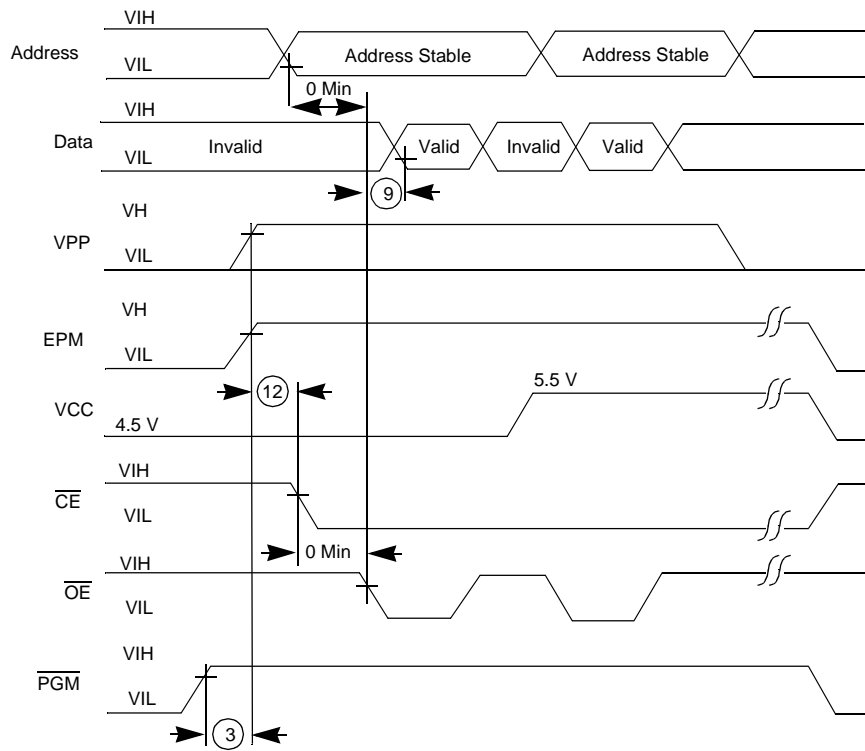 VIH
Address
VIL
Address Stable
Address Stable
0 Min
VIH
Data
VIL
Invalid
Valid
Invalid
Valid
9
VH
VPP
VIL
VH
EPM
VIL
12
5.5 V
VCC
4.5 V
VIH
CE
VIL
0 Min
VIH
OE
VIL
VIH
PGM
VIL
3